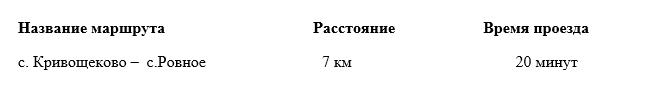 Название маршрута Расстояние Время проезда
с. Кривощеково – с.Ровное 7 км 20 минут